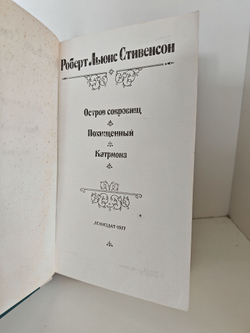 Роберт Льюис Стивенсон
Остров сокровищ
Похищенный
Катриона